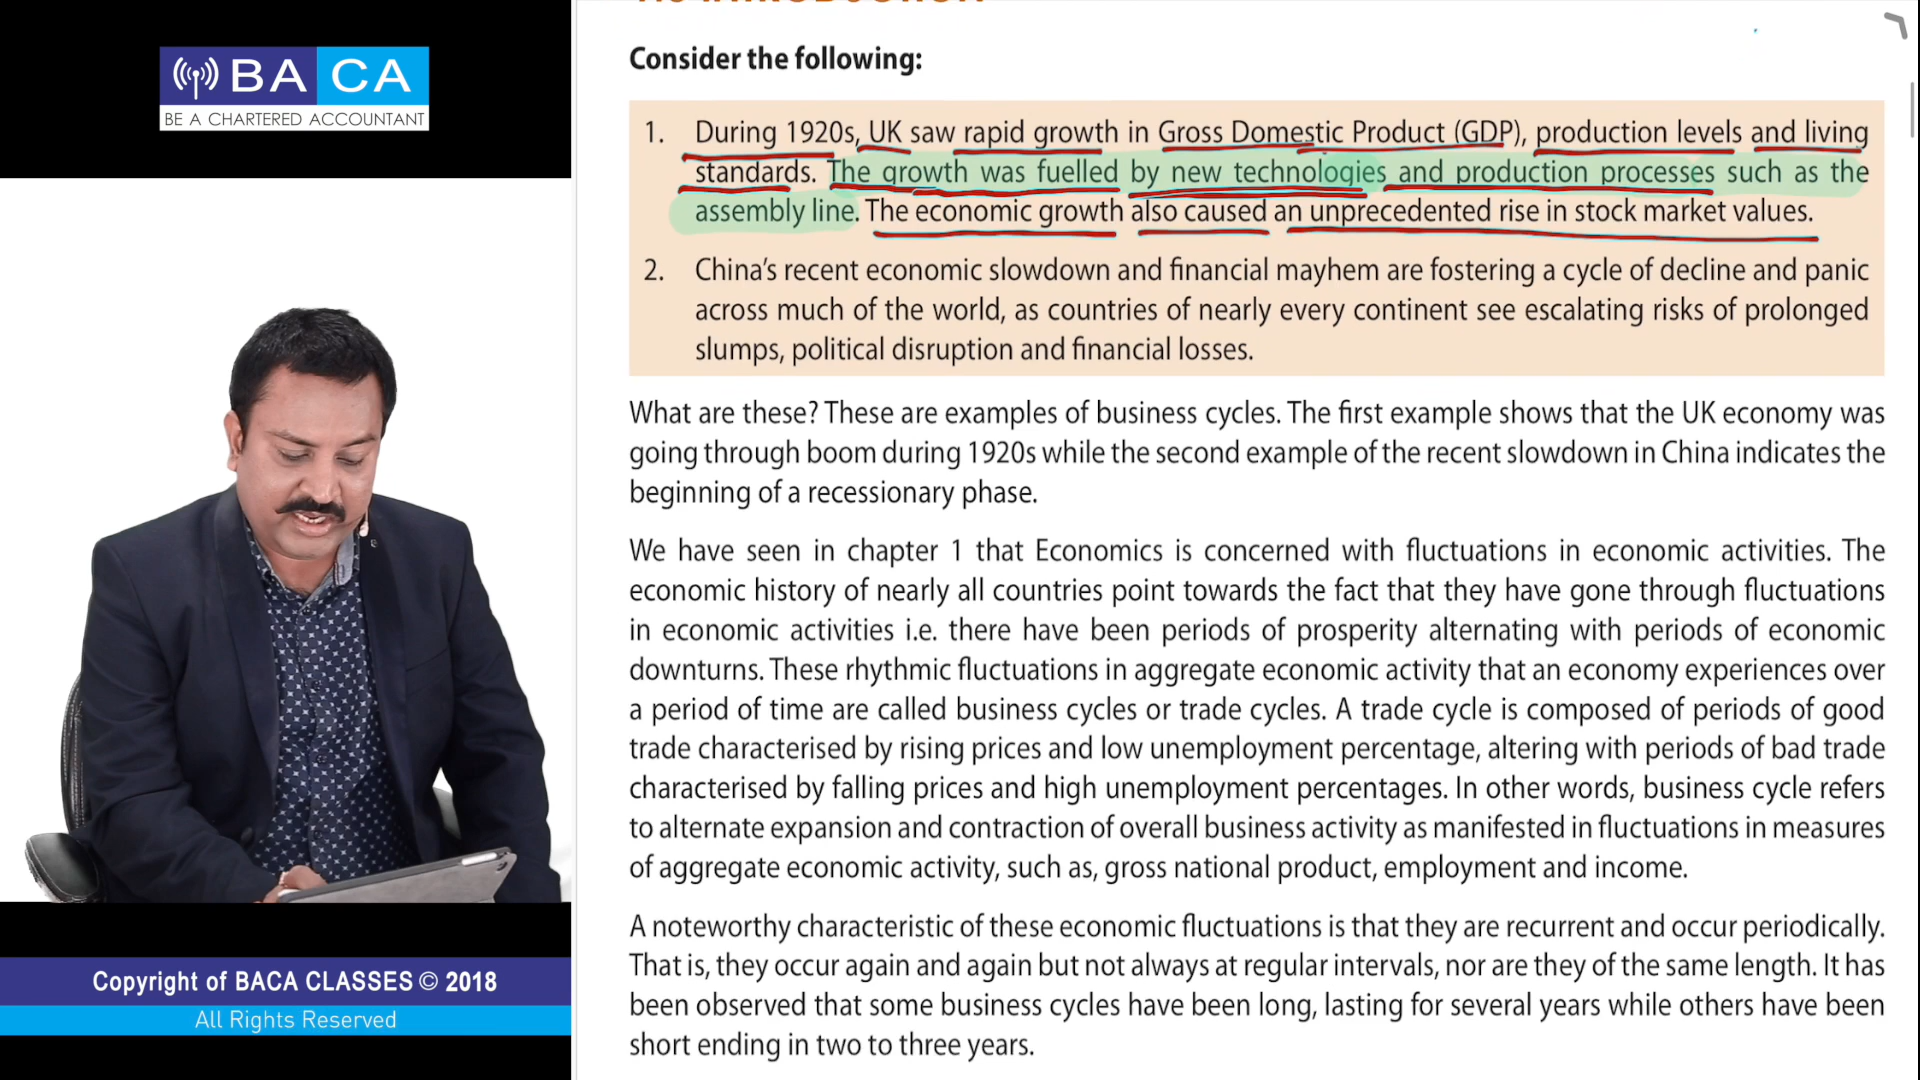 BA CA
BE A CHARTERED ACCOUNTANT
Copyright of BACA CLASSES © 2018
All Rights Reserved
Consider the following:
1. During 1920s, UK saw rapid growth in Gross Domestic Product (GDP), production levels and living
standards. The growth was fuelled by new technologies and production processes such as the
assembly line. The economic growth also caused an unprecedented rise in stock market values.
2. China's recent economic slowdown and financial mayhem are fostering a cycle of decline and panic
across much of the world, as countries of nearly every continent see escalating risks of prolonged
slumps, political disruption and financial losses.
What are these? These are examples of business cycles. The first example shows that the UK economy was
going through boom during 1920s while the second example of the recent slowdown in China indicates the
beginning of a recessionary phase.
We have seen in chapter 1 that Economics is concerned with fluctuations in economic activities. The
economic history of nearly all countries point towards the fact that they have gone through fluctuations
in economic activities i.e. there have been periods of prosperity alternating with periods of economic
downturns. These rhythmic fluctuations in aggregate economic activity that an economy experiences over
a period of time are called business cycles or trade cycles. A trade cycle is composed of periods of good
trade characterised by rising prices and low unemployment percentage, altering with periods of bad trade
characterised by falling prices and high unemployment percentages. In other words, business cycle refers
to alternate expansion and contraction of overall business activity as manifested in fluctuations in measures
of aggregate economic activity, such as, gross national product, employment and income.
A noteworthy characteristic of these economic fluctuations is that they are recurrent and occur periodically.
That is, they occur again and again but not always at regular intervals, nor are they of the same length. It has
been observed that some business cycles have been long, lasting for several years while others have been
short ending in two to three years.